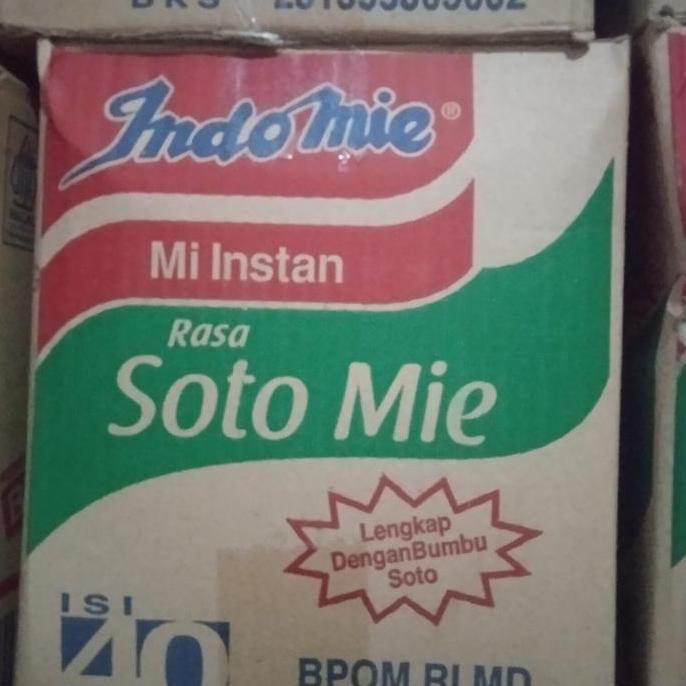 Indomie®
Mi Instan
Rasa
Soto Mie
Lengkap
DenganBumbu
Soto
ISI
40
BPOM RI MD